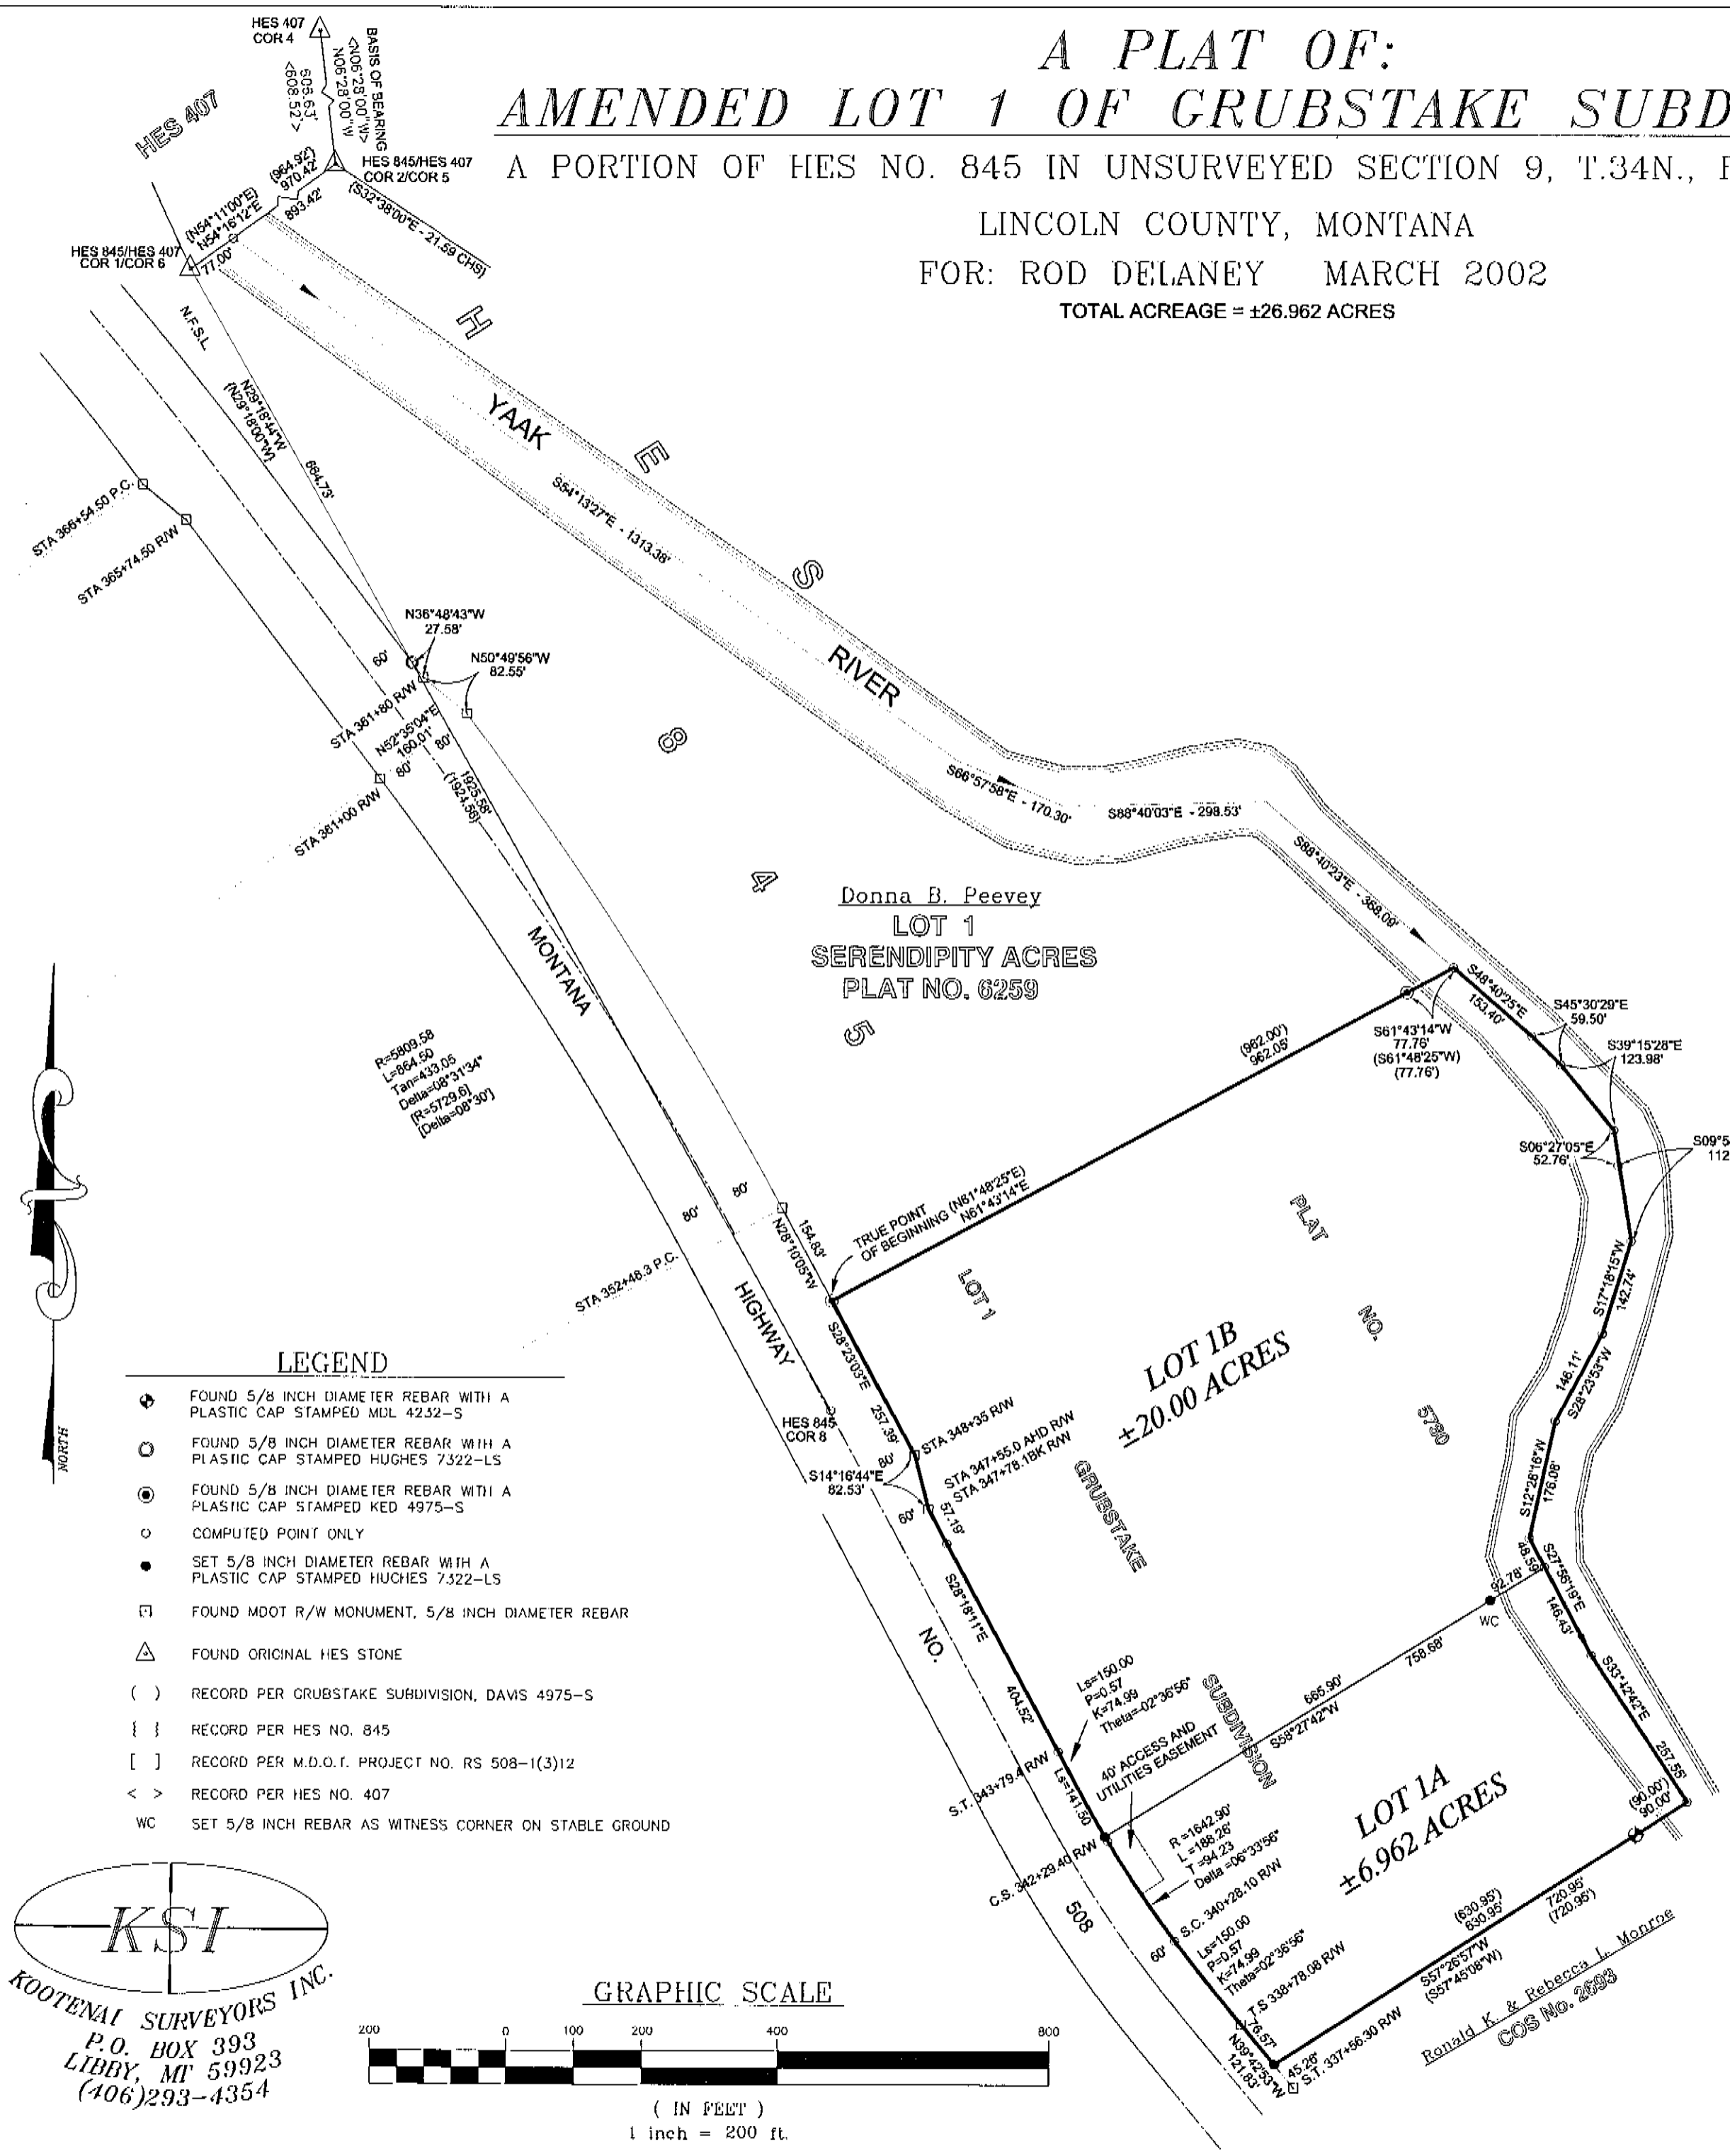 A PLAT OF:
AMENDED LOT 1 OF GRUBSTAKE SUBD
A PORTION OF HES NO. 845 IN UNSURVEYED SECTION 9, T.34N.,
LINCOLN COUNTY, MONTANA
FOR: ROD DELANEY MARCH 2002
TOTAL ACREAGE = ±26.962 ACRES
HES 407
COR 4
BASIS OF BEARING
<N06°28'00"W>
N06°28'00"W
<608.52'>
HES 407
HES 845/HES 407
COR 2/COR 5
(964.92')
970.42'
893.42'
{N54°11'00"E}
N54°16'12"E
77.00'
{S32°38'00"E - 21.59 CHS}
HES 845/HES 407
COR 1/COR 6
N.F.S.L.
N29°18'44"W
{N29°18'00"W}
664.73'
H
E
S
8
4
5
YAAK
RIVER
S54°13'27"E - 1313.38'
S66°57'58"E - 170.30'
S88°40'03"E - 298.53'
S88°40'23"E - 368.09'
STA 366+54.50 P.C.
STA 365+74.50 R/W
N36°48'43"W
27.58'
N50°49'56"W
82.55'
60'
STA 361+80 R/W
N52°35'04"E
160.01'
80'
80'
STA 361+00 R/W
1925.58'
{1924.56}
MONTANA
HIGHWAY
NO.
508
Donna B. Peevey
LOT 1
SERENDIPITY ACRES
PLAT NO. 6259
R=5809.58
L=864.50
Tan=433.05
Delta=08°31'34"
[R=5729.6]
[Delta=08°30']
80'
80'
STA 352+48.3 P.C.
154.83'
N28°10'05"W
TRUE POINT
OF BEGINNING (N61°48'25"E)
N61°43'14"E
(962.00')
962.05'
S61°43'14"W
77.76'
(S61°48'25"W)
(77.76')
S48°40'25"E
153.40'
S45°30'29"E
59.50'
S39°15'28"E
123.98'
S06°27'05"E
52.76'
S09°5
112
S17°18'15"W
142.74'
S28°23'53"W
146.11'
S12°26'16"W
176.08'
48.59'
S27°56'19"E
146.43'
S33°42'42"E
257.55'
LOT 1
PLAT
NO.
5730
GRUBSTAKE
SUBDIVISION
LOT 1B
±20.00 ACRES
S28°23'03"E
257.39'
HES 845
COR 8
80'
STA 348+35 R/W
S14°16'44"E
82.53'
STA 347+55.0 AHD R/W
STA 347+78.1BK R/W
60'
57.19'
S28°18'11"E
404.52'
Ls=150.00
P=0.57
K=74.99
Theta=-02°36'56"
S.T. 343+79.4 R/W
Ls=141.50
40' ACCESS AND
UTILITIES EASEMENT
92.78'
WC
758.68'
665.90'
S58°27'42"W
C.S. 342+29.40 R/W
R =1642.90'
L =188.26'
T =94.23
Delta =06°33'56"
S.C. 340+28.10 R/W
60'
Ls=150.00
P=0.57
K=74.99
Theta=02°36'56"
T.S 338+78.08 R/W
76.57'
N39°42'53"W
121.83'
45.26'
S.T. 337+56.30 R/W
LOT 1A
±6.962 ACRES
(90.00')
90.00'
(630.95')
630.95'
720.95'
(720.95')
S57°26'57"W
(S57°45'08"W)
Ronald K. & Rebecca L. Monroe
COS No. 2693
NORTH
LEGEND
FOUND 5/8 INCH DIAMETER REBAR WITH A
PLASTIC CAP STAMPED MDL 4232-S
FOUND 5/8 INCH DIAMETER REBAR WITH A
PLASTIC CAP STAMPED HUGHES 7322-LS
FOUND 5/8 INCH DIAMETER REBAR WITH A
PLASTIC CAP STAMPED KED 4975-S
COMPUTED POINT ONLY
SET 5/8 INCH DIAMETER REBAR WITH A
PLASTIC CAP STAMPED HUGHES 7322-LS
FOUND MDOT R/W MONUMENT, 5/8 INCH DIAMETER REBAR
FOUND ORIGINAL HES STONE
( ) RECORD PER GRUBSTAKE SUBDIVISION, DAVIS 4975-S
{ } RECORD PER HES NO. 845
[ ] RECORD PER M.D.O.T. PROJECT NO. RS 508-1(3)12
< > RECORD PER HES NO. 407
WC SET 5/8 INCH REBAR AS WITNESS CORNER ON STABLE GROUND
KSI
KOOTENAI SURVEYORS INC.
P.O. BOX 393
LIBBY, MT 59923
(406)293-4354
GRAPHIC SCALE
200 0 100 200 400 800
( IN FEET )
1 inch = 200 ft.